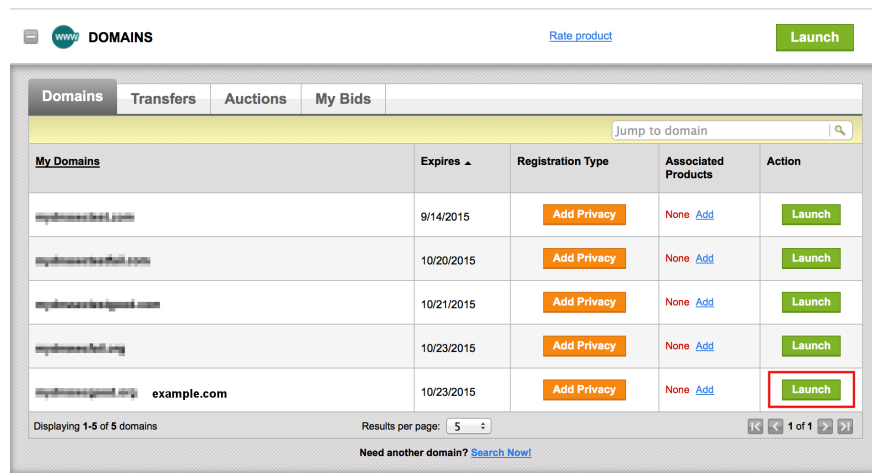 www DOMAINS Rate product Launch
Domains Transfers Auctions My Bids
Jump to domain
My Domains Expires Registration Type Associated Products Action
9/14/2015 Add Privacy None Add Launch
10/20/2015 Add Privacy None Add Launch
10/21/2015 Add Privacy None Add Launch
10/23/2015 Add Privacy None Add Launch
example.com 10/23/2015 Add Privacy None Add Launch
Displaying 1-5 of 5 domains Results per page: 5 1 of 1
Need another domain? Search Now!